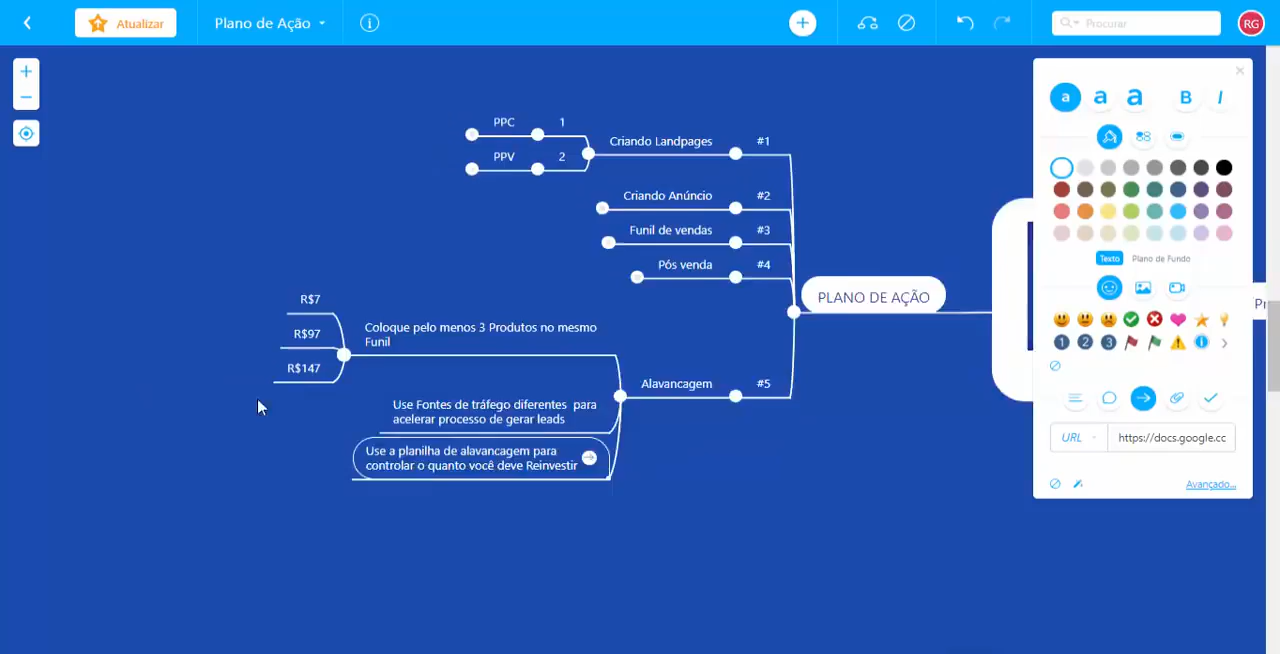 Atualizar
Plano de Ação
Procurar
RG
PPC
1
PPV
2
Criando Landpages
#1
Criando Anúncio
#2
Funil de vendas
#3
Pós venda
#4
PLANO DE AÇÃO
R$7
R$97
R$147
Coloque pelo menos 3 Produtos no mesmo
Funil
Alavancagem
#5
Use Fontes de tráfego diferentes para
acelerar processo de gerar leads
Use a planilha de alavancagem para
controlar o quanto você deve Reinvestir
a
a
a
B
I
Texto
Plano de Fundo
1
2
3
URL
https://docs.google.cc
Avançado...